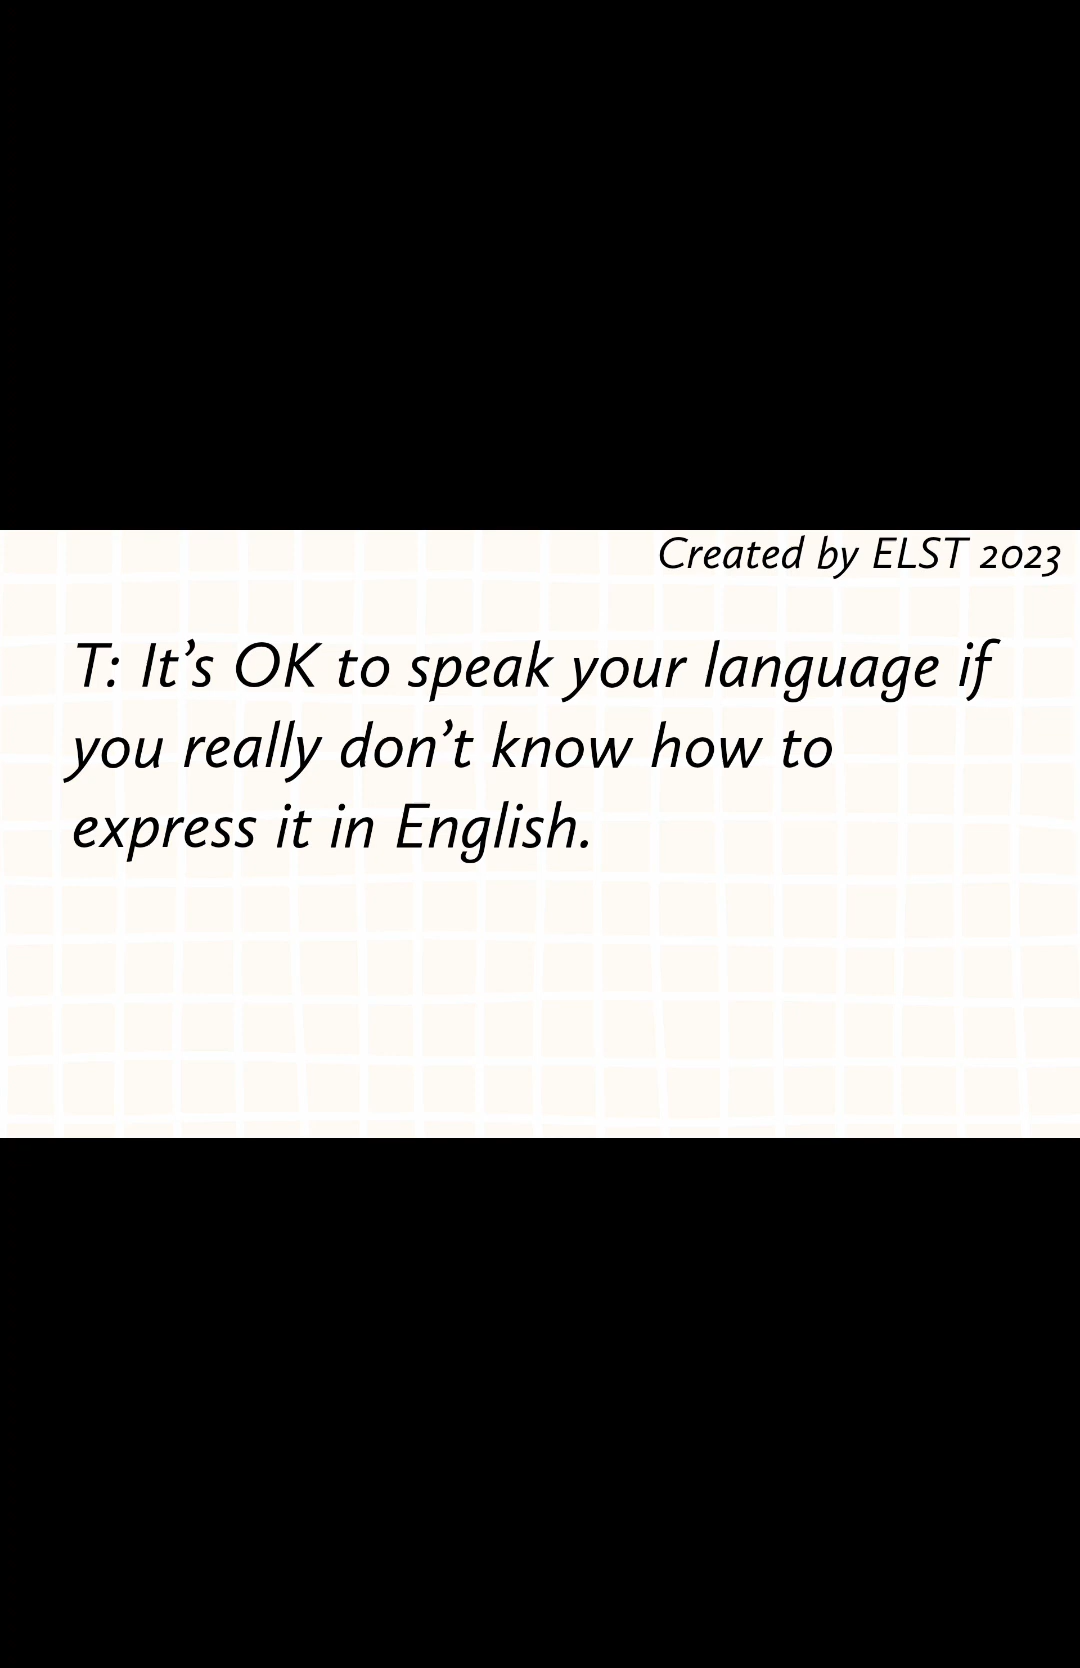 Created by ELST 2023
T: It’s OK to speak your language if
you really don’t know how to
express it in English.